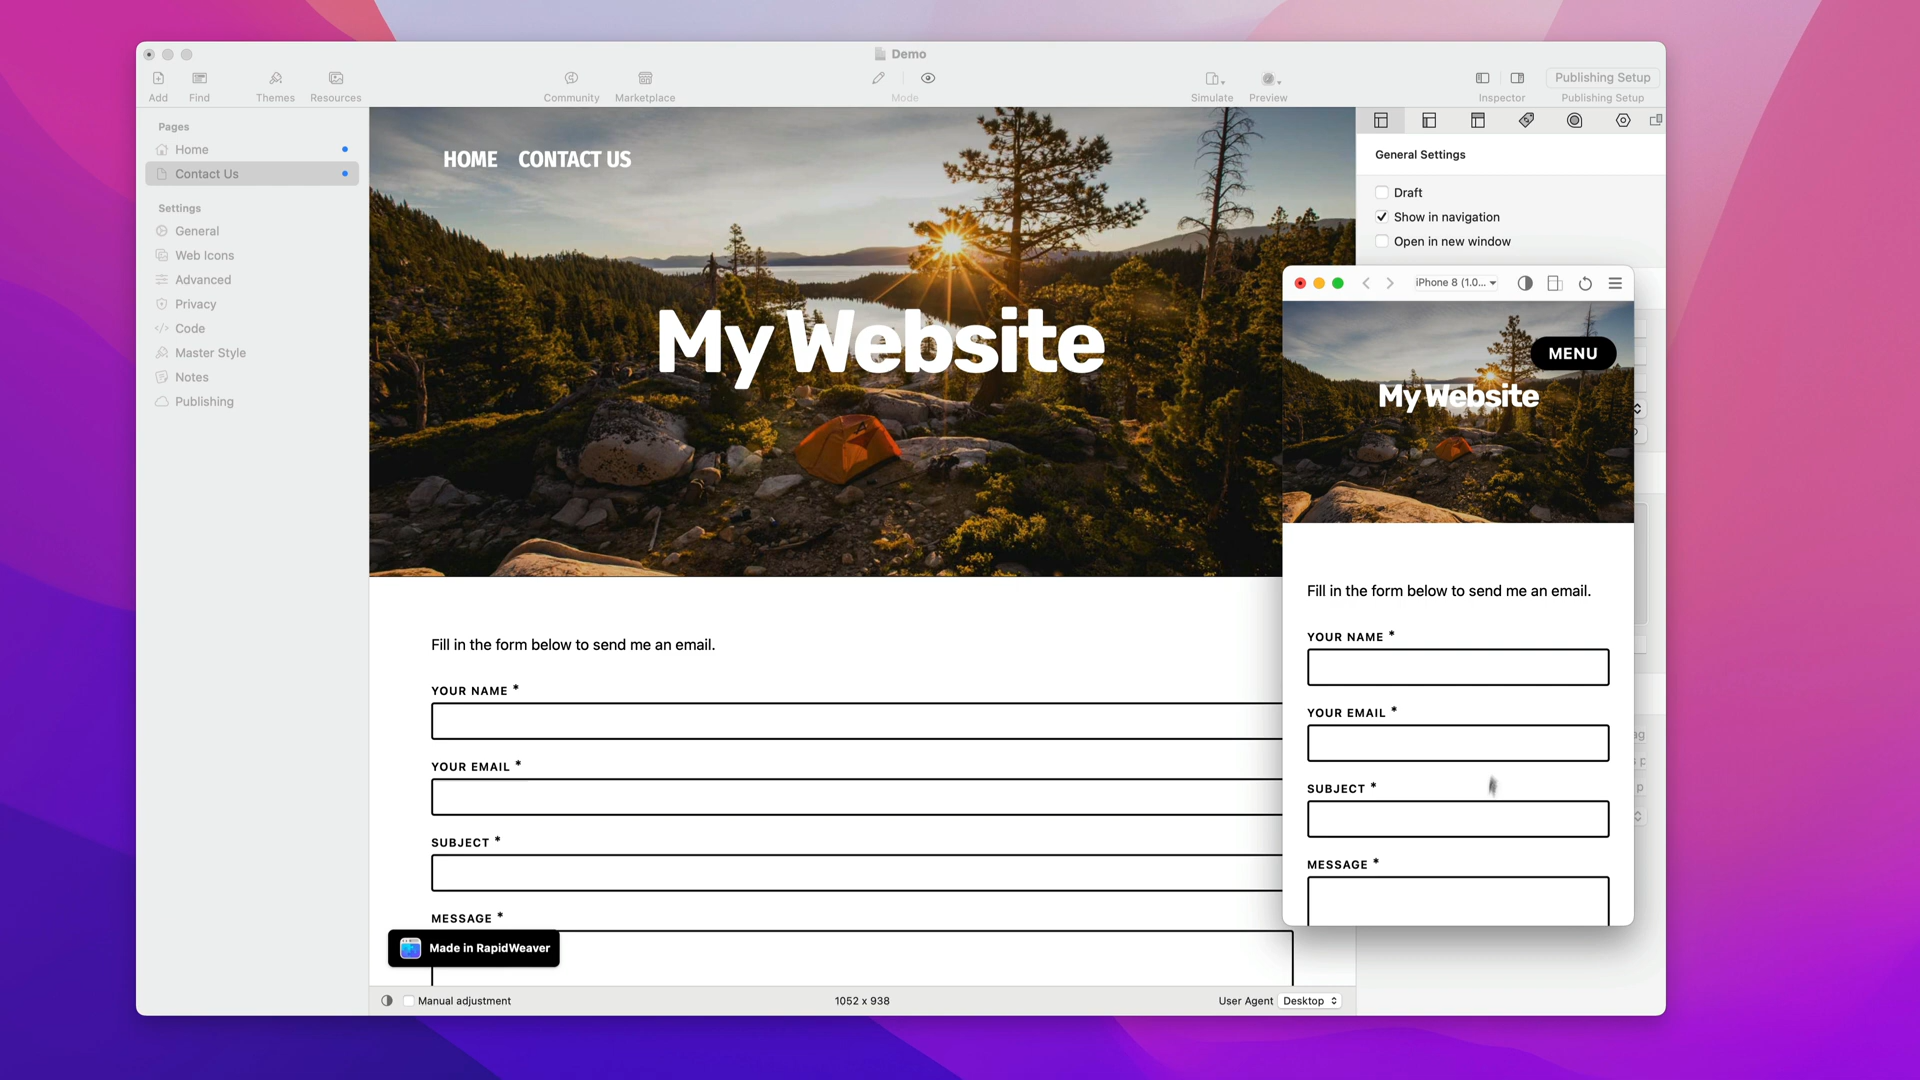 Demo
Add
Find
Themes
Resources
Community
Marketplace
Mode
Simulate
Preview
Inspector
Publishing Setup
Publishing Setup
Pages
Home
Contact Us
Settings
General
Web Icons
Advanced
Privacy
Code
Master Style
Notes
Publishing
HOME CONTACT US
My Website
Fill in the form below to send me an email.
YOUR NAME *
YOUR EMAIL *
SUBJECT *
MESSAGE *
Made in RapidWeaver
Manual adjustment
1052 x 938
User Agent Desktop
General Settings
Draft
Show in navigation
Open in new window
iPhone 8 (1.0...
MENU
My Website
Fill in the form below to send me an email.
YOUR NAME *
YOUR EMAIL *
SUBJECT *
MESSAGE *